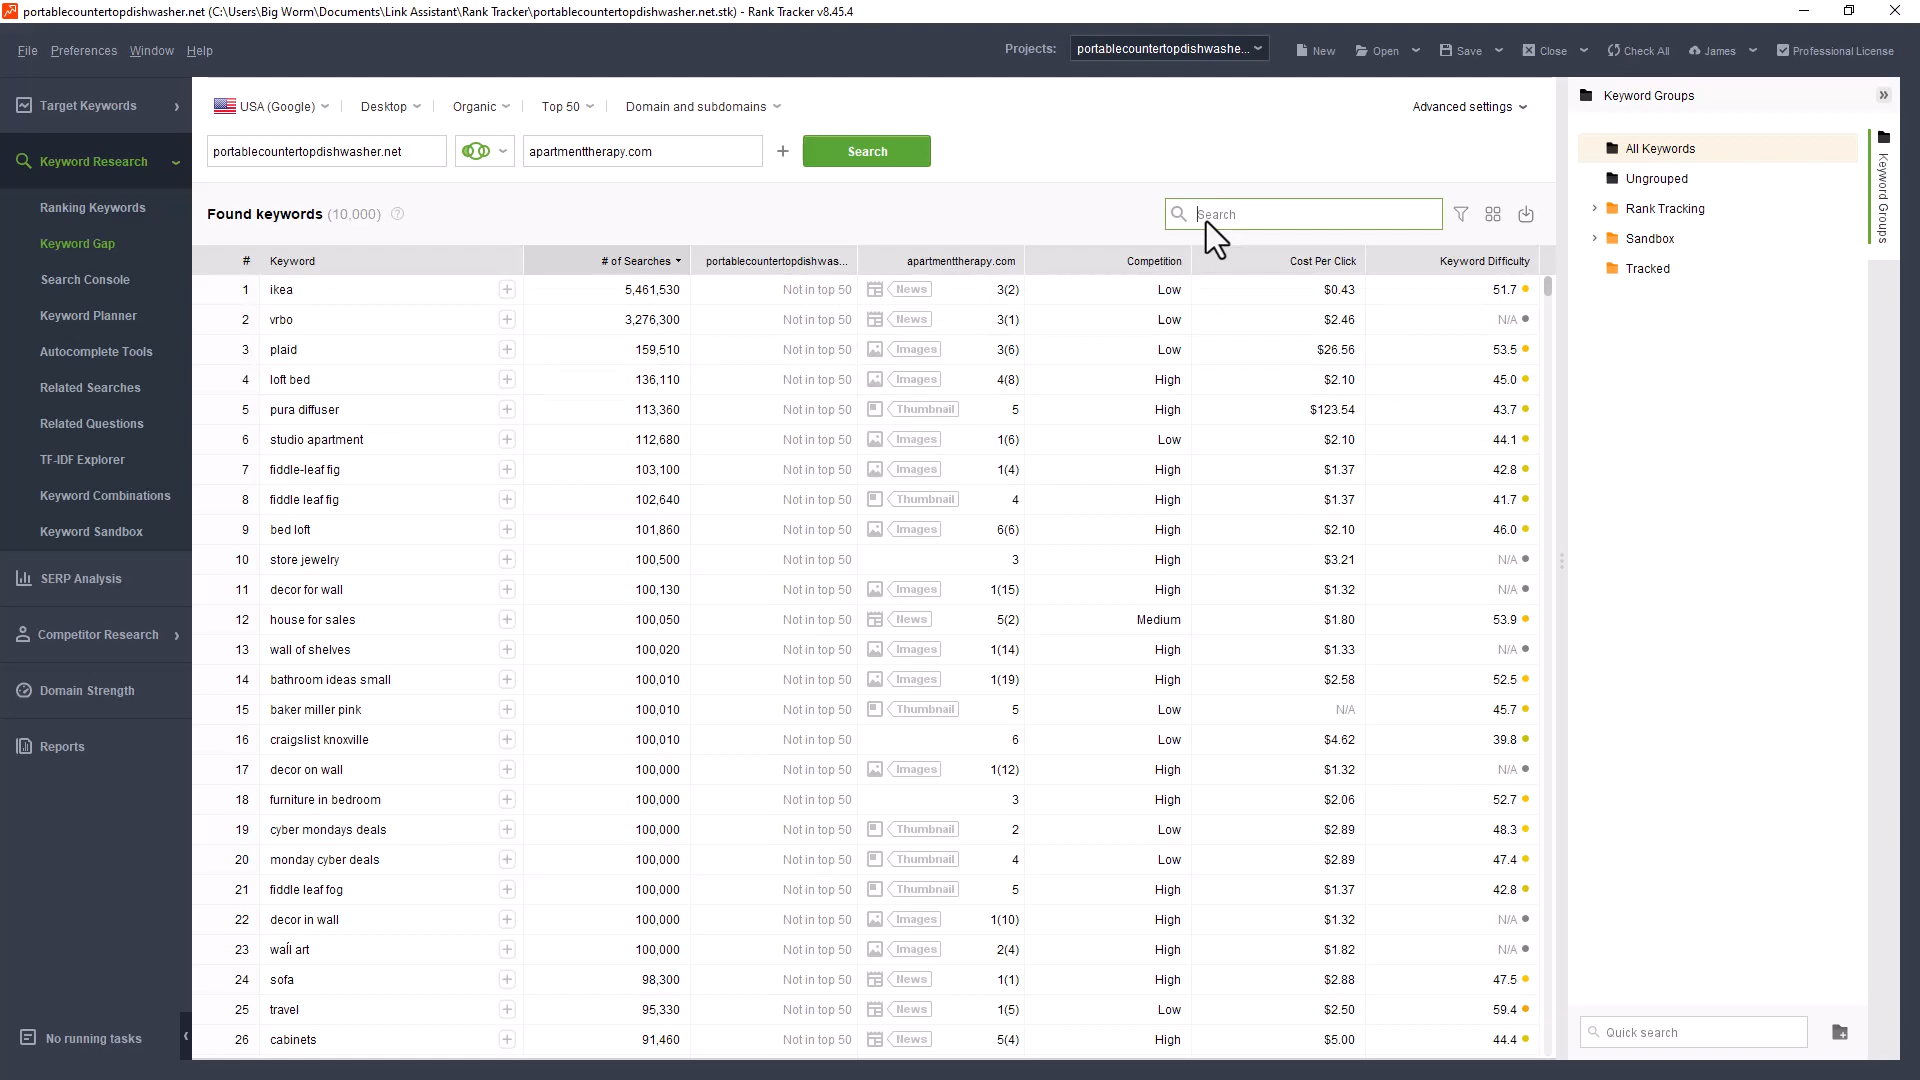 portablecountertopdishwasher.net (C:\Users\Big Worm\Documents\Link Assistant\Rank Tracker\portablecountertopdishwasher.net.stk) - Rank Tracker v8.45.4
File Preferences Window Help
Projects: portablecountertopdishwashe... New Open Save Close Check All James Professional License
Target Keywords
Keyword Research
Ranking Keywords
Keyword Gap
Search Console
Keyword Planner
Autocomplete Tools
Related Searches
Related Questions
TF-IDF Explorer
Keyword Combinations
Keyword Sandbox
SERP Analysis
Competitor Research
Domain Strength
Reports
No running tasks
USA (Google) Desktop Organic Top 50 Domain and subdomains Advanced settings
portablecountertopdishwasher.net apartmenttherapy.com + Search
Found keywords (10,000) ? Search
# Keyword # of Searches portablecountertopdishwas... apartmenttherapy.com Competition Cost Per Click Keyword Difficulty
1 ikea 5,461,530 Not in top 50 News 3(2) Low $0.43 51.7
2 vrbo 3,276,300 Not in top 50 News 3(1) Low $2.46 N/A
3 plaid 159,510 Not in top 50 Images 3(6) Low $26.56 53.5
4 loft bed 136,110 Not in top 50 Images 4(8) High $2.10 45.0
5 pura diffuser 113,360 Not in top 50 Thumbnail 5 High $123.54 43.7
6 studio apartment 112,680 Not in top 50 Images 1(6) Low $2.10 44.1
7 fiddle-leaf fig 103,100 Not in top 50 Images 1(4) High $1.37 42.8
8 fiddle leaf fig 102,640 Not in top 50 Thumbnail 4 High $1.37 41.7
9 bed loft 101,860 Not in top 50 Images 6(6) High $2.10 46.0
10 store jewelry 100,500 Not in top 50 3 High $3.21 N/A
11 decor for wall 100,130 Not in top 50 Images 1(15) High $1.32 N/A
12 house for sales 100,050 Not in top 50 News 5(2) Medium $1.80 53.9
13 wall of shelves 100,020 Not in top 50 Images 1(14) High $1.33 N/A
14 bathroom ideas small 100,010 Not in top 50 Images 1(19) High $2.58 52.5
15 baker miller pink 100,010 Not in top 50 Thumbnail 5 Low N/A 45.7
16 craigslist knoxville 100,010 Not in top 50 6 Low $4.62 39.8
17 decor on wall 100,000 Not in top 50 Images 1(12) High $1.32 N/A
18 furniture in bedroom 100,000 Not in top 50 3 High $2.06 52.7
19 cyber mondays deals 100,000 Not in top 50 Thumbnail 2 Low $2.89 48.3
20 monday cyber deals 100,000 Not in top 50 Thumbnail 4 Low $2.89 47.4
21 fiddle leaf fog 100,000 Not in top 50 Thumbnail 5 High $1.37 42.8
22 decor in wall 100,000 Not in top 50 Images 1(10) High $1.32 N/A
23 waĺl art 100,000 Not in top 50 Images 2(4) High $1.82 N/A
24 sofa 98,300 Not in top 50 News 1(1) High $2.88 47.5
25 travel 95,330 Not in top 50 News 1(5) Low $2.50 59.4
26 cabinets 91,460 Not in top 50 News 5(4) High $5.00 44.4
Keyword Groups
All Keywords
Ungrouped
Rank Tracking
Sandbox
Tracked
Keyword Groups
Quick search